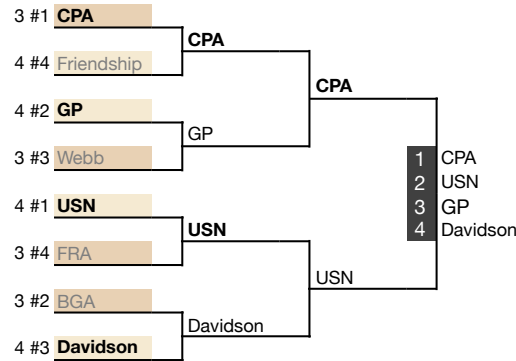 3 #1 CPA
CPA
4 #4 Friendship
CPA
4 #2 GP
GP
3 #3 Webb
1 CPA
2 USN
3 GP
4 Davidson
4 #1 USN
USN
3 #4 FRA
USN
3 #2 BGA
Davidson
4 #3 Davidson